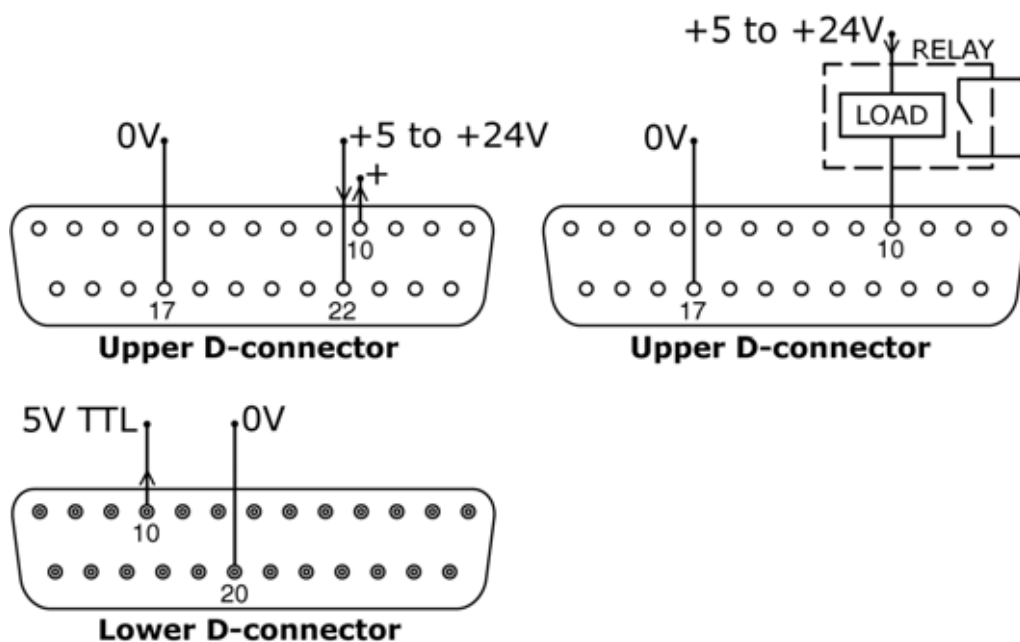 +5 to +24V
RELAY
LOAD
0V
+5 to +24V
+
0V
10
10
17
22
17
Upper D-connector
Upper D-connector
5V TTL
0V
10
20
Lower D-connector